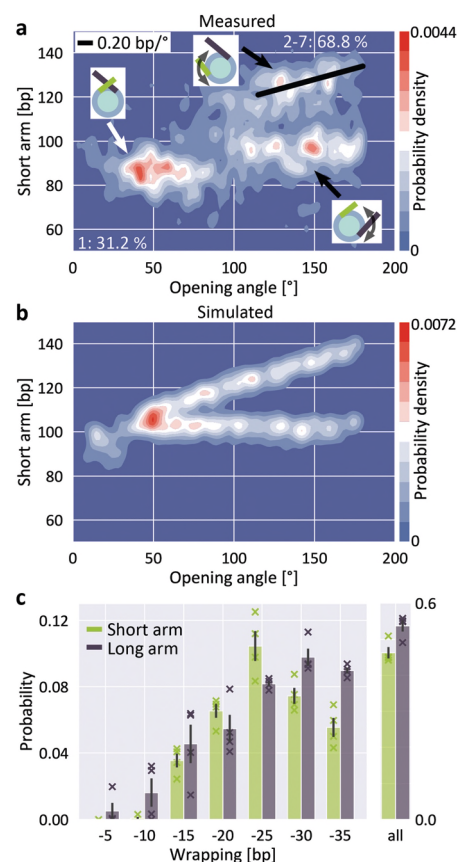 a
Measured
0.20 bp/°
2-7: 68.8 %
1: 31.2 %
140
120
100
80
60
Short arm [bp]
0
50
100
150
200
Opening angle [°]
0.0044
Probability density
0
b
Simulated
140
120
100
80
60
Short arm [bp]
0
50
100
150
200
Opening angle [°]
0.0072
Probability density
0
c
Short arm
Long arm
0.12
0.08
0.04
0.00
Probability
-5
-10
-15
-20
-25
-30
-35
all
Wrapping [bp]
0.6
0.0